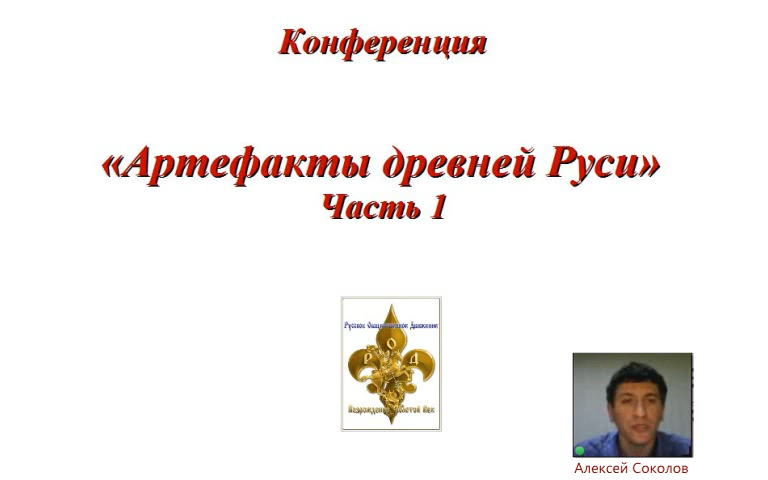 Конференция
«Артефакты древней Руси»
Часть 1
Русское Общественное Движение
О
Р Д
Возрождение Золотой Век
Алексей Соколов